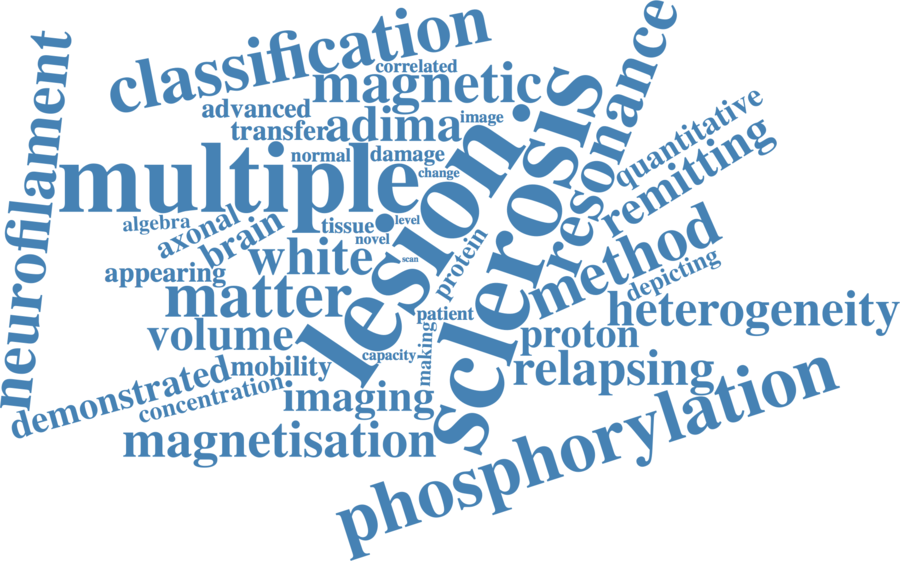 classification
correlated
magnetic
resonance
neurofilament
advanced
adima
image
transfer
quantitative
remitting
multiple
normal
damage
change
lesion
sclerosis
algebra
axonal
level
tissue
brain
novel
white
scan
protein
method
appearing
depicting
matter
patient
heterogeneity
volume
proton
making
capacity
mobility
relapsing
demonstrated
concentration
imaging
magnetisation
phosphorylation